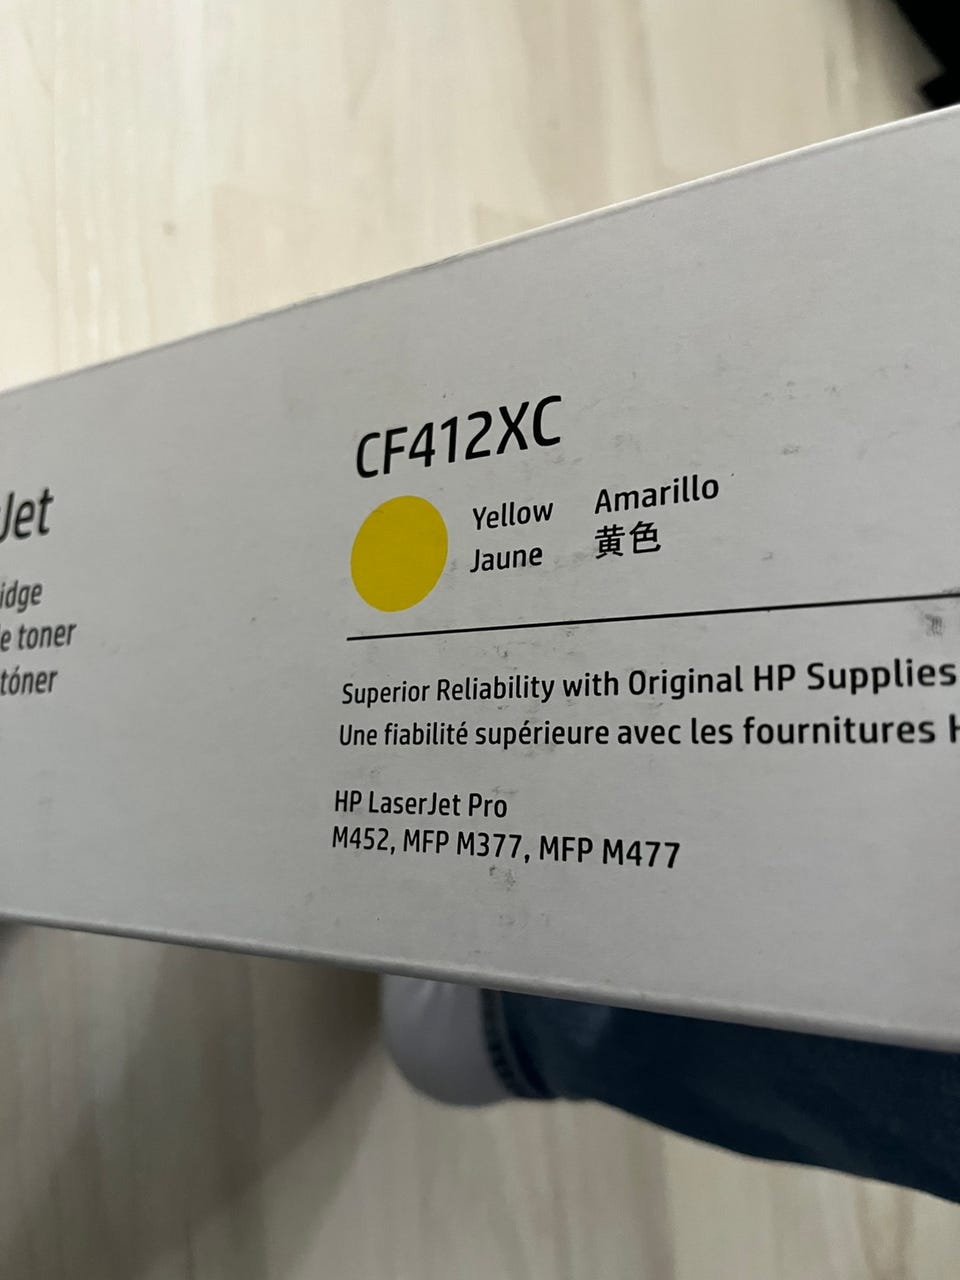 Jet
idge
e toner
tóner
CF412XC
Yellow Amarillo
Jaune 黄色
Superior Reliability with Original HP Supplies
Une fiabilité supérieure avec les fournitures H
HP LaserJet Pro
M452, MFP M377, MFP M477